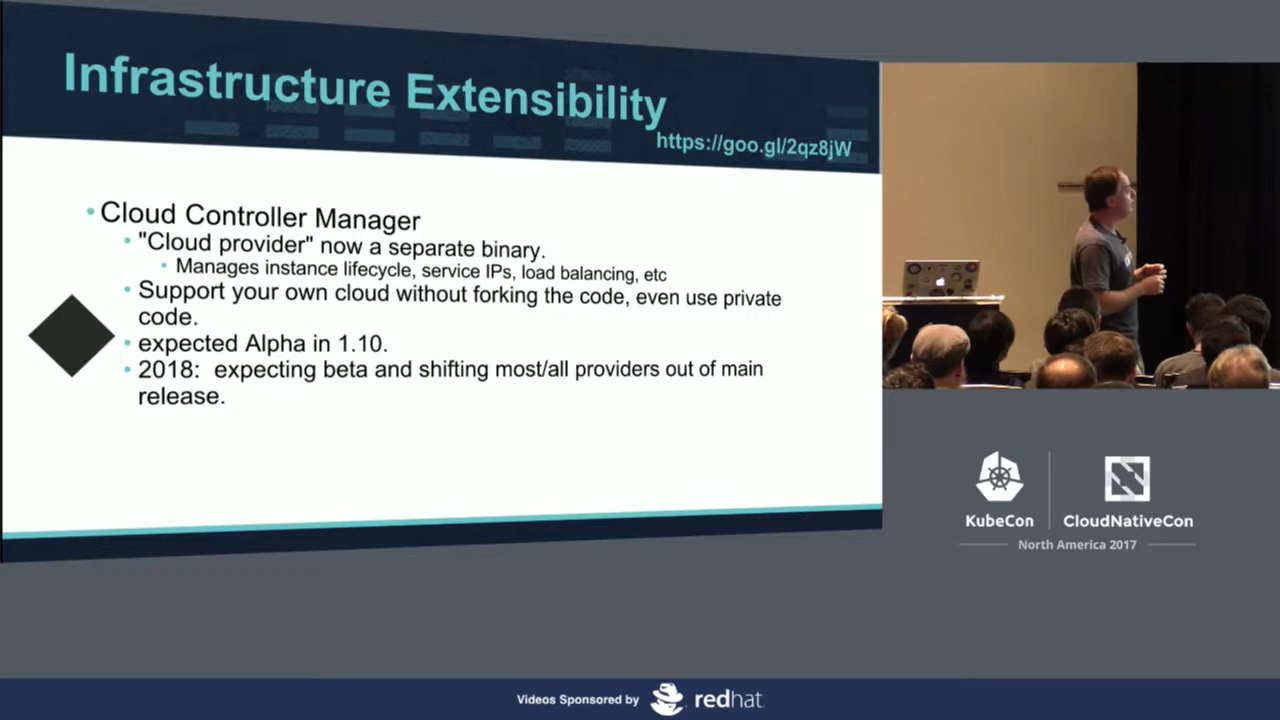 Infrastructure Extensibility
https://goo.gl/2qz8jW
Cloud Controller Manager
"Cloud provider" now a separate binary.
Manages instance lifecycle, service IPs, load balancing, etc
Support your own cloud without forking the code, even use private
code.
expected Alpha in 1.10.
2018: expecting beta and shifting most/all providers out of main
release.
KubeCon
CloudNativeCon
North America 2017
Videos Sponsored by
redhat.